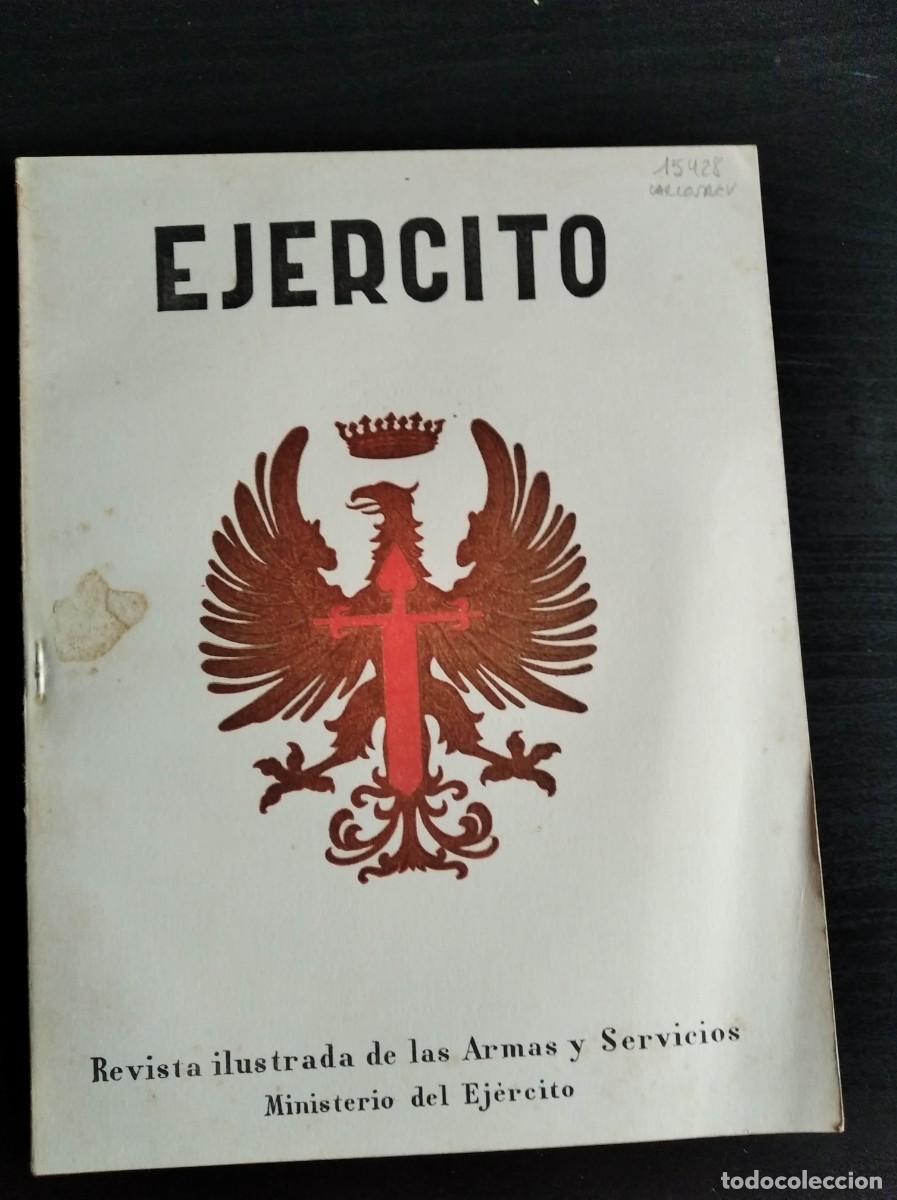 15428
EJERCITO
Revista ilustrada de las Armas y Servicios
Ministerio del Ejército
todocoleccion